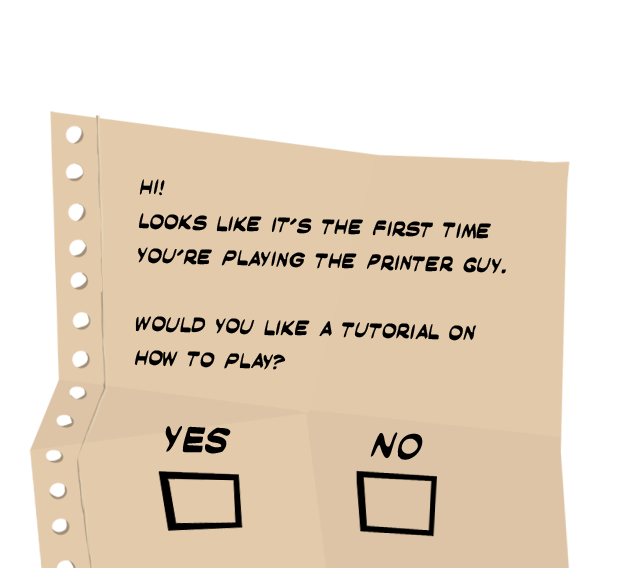 HI!
LOOKS LIKE IT'S THE FIRST TIME
YOU'RE PLAYING THE PRINTER GUY.
WOULD YOU LIKE A TUTORIAL ON
HOW TO PLAY?
YES NO